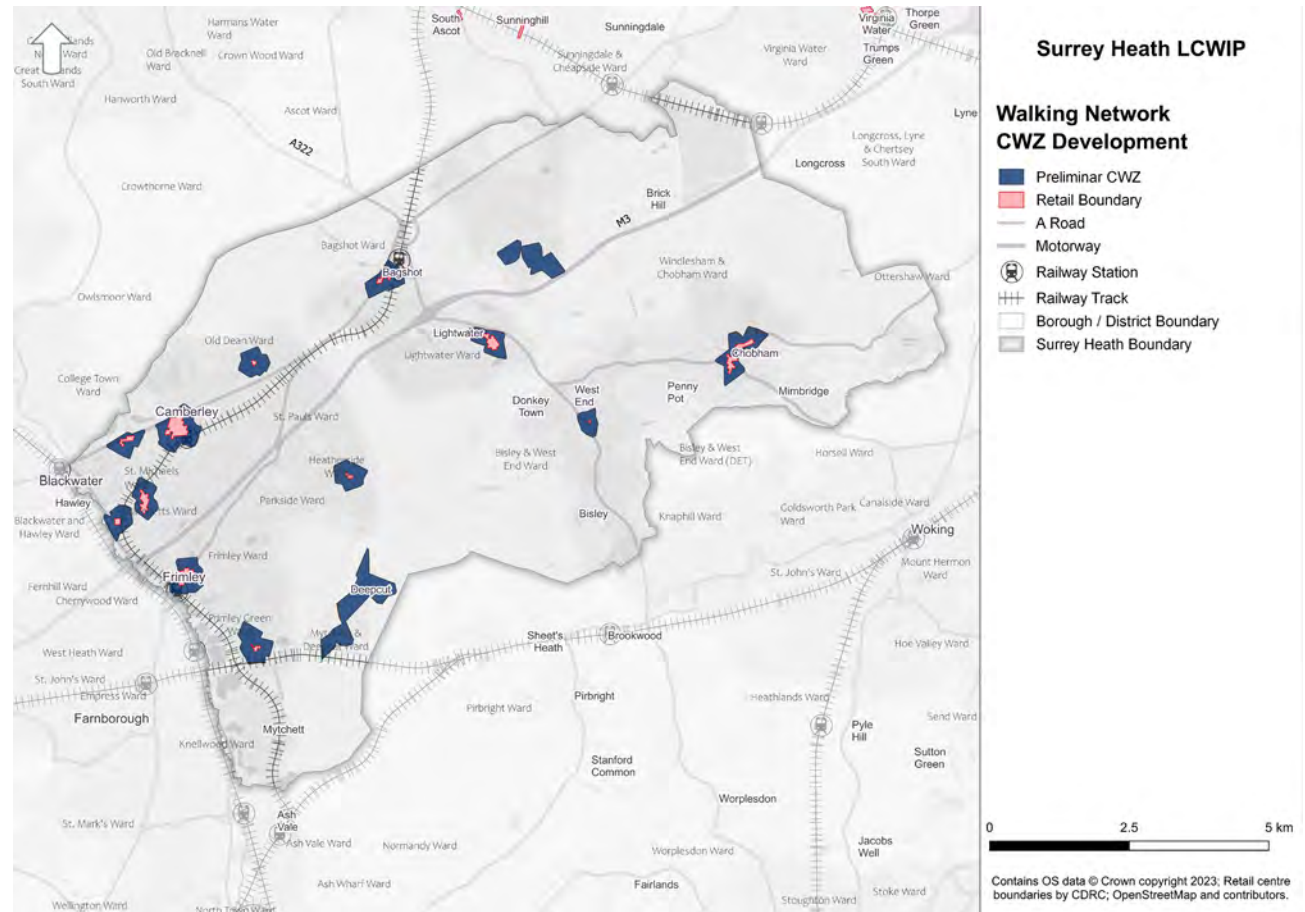 Surrey Heath LCWIP
Walking Network
CWZ Development
Preliminar CWZ
Retail Boundary
A Road
Motorway
Railway Station
Railway Track
Borough / District Boundary
Surrey Heath Boundary
0 2.5 5 km
Contains OS data © Crown copyright 2023; Retail centre
boundaries by CDRC; OpenStreetMap and contributors.
Harmans Water
Ward
South
Ascot
Sunninghill
Sunningdale
Virginia
Water
Thorpe
Green
Trumps
Green
Old Bracknell
Ward
Crown Wood Ward
South Ward
Hanworth Ward
Ascot Ward
Sunningdale &
Cheapside Ward
Virginia Water
Ward
Lyne
Longcross, Lyne
& Chertsey
South Ward
Longcross
A322
Crowthorne Ward
Brick
Hill
M3
Bagshot Ward
Bagshot
Windlesham &
Chobham Ward
Ottershaw Ward
Owlsmoor Ward
Old Dean Ward
Lightwater
Lightwater Ward
Chobham
College Town
Ward
West
End
Penny
Pot
Mimbridge
Donkey
Town
Camberley
St. Pauls Ward
Bisley & West
End Ward
Bisley & West
End Ward (DET)
Horsell Ward
St. Michaels
Blackwater
Hawley
Parkside Ward
Blackwater and
Hawley Ward
Bisley
Knaphill Ward
Goldsworth Park
Ward
Canalside Ward
Woking
Mount Hermon
Ward
Frimley Ward
Frimley
Fernhill Ward
Cherrywood Ward
Deepcut
St. John's Ward
Sheet's
Heath
Brookwood
Hoe Valley Ward
West Heath Ward
St. John's Ward
Empress Ward
Farnborough
Pirbright
Pirbright Ward
Heathlands Ward
Send Ward
Pyle
Hill
Sutton
Green
Mytchett
Knellwood Ward
Stanford
Common
Worplesdon
St. Mark's Ward
Ash
Vale
Ash Vale Ward
Normandy Ward
Worplesdon Ward
Jacobs
Well
Ash Wharf Ward
Fairlands
Stoughton Ward
Stoke Ward
Wellington Ward
North Town Ward